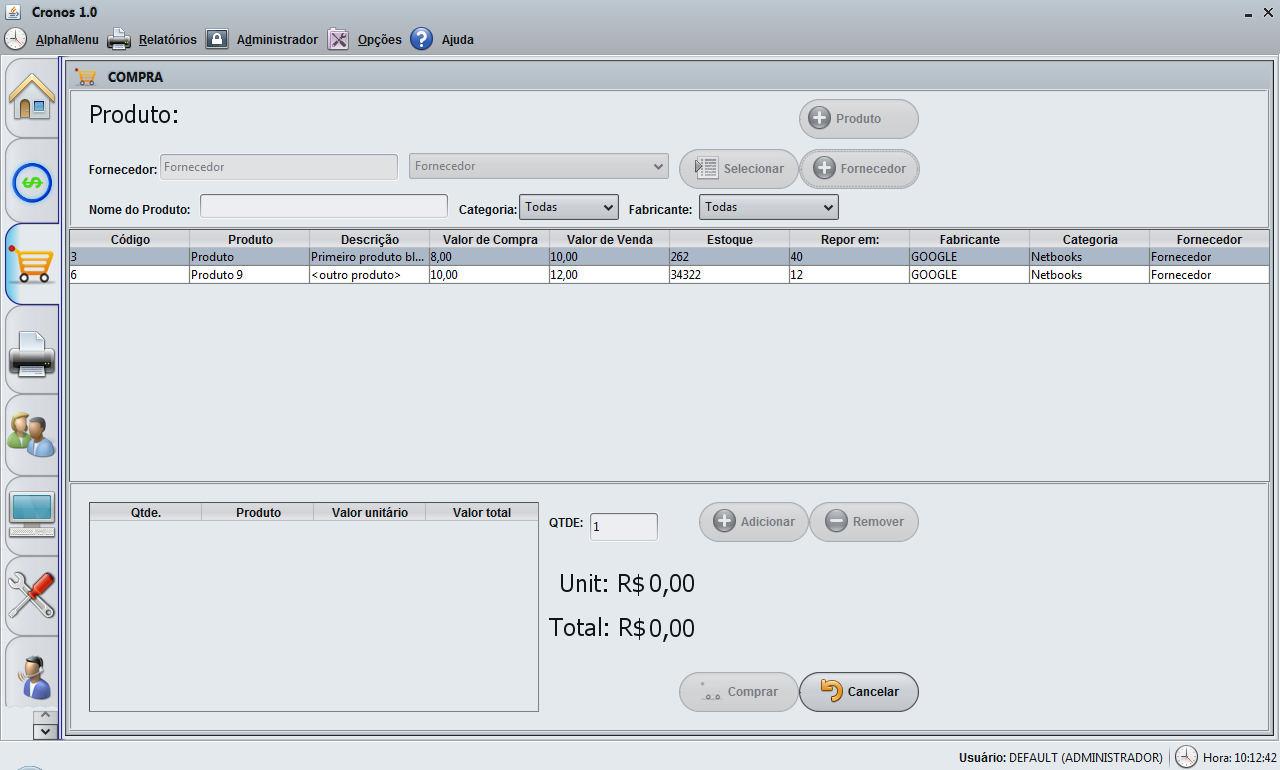 Cronos 1.0
AlphaMenu Relatórios Administrador Opções Ajuda
COMPRA
Produto:
Produto
Fornecedor: Fornecedor Fornecedor Selecionar Fornecedor
Nome do Produto: Categoria: Todas Fabricante: Todas
Código Produto Descrição Valor de Compra Valor de Venda Estoque Repor em: Fabricante Categoria Fornecedor
3 Produto Primeiro produto bl... 8,00 10,00 262 40 GOOGLE Netbooks Fornecedor
6 Produto 9 <outro produto> 10,00 12,00 34322 12 GOOGLE Netbooks Fornecedor
Qtde. Produto Valor unitário Valor total
QTDE: 1 Adicionar Remover
Unit: R$ 0,00
Total: R$ 0,00
Comprar Cancelar
Usuário: DEFAULT (ADMINISTRADOR) Hora: 10:12:42